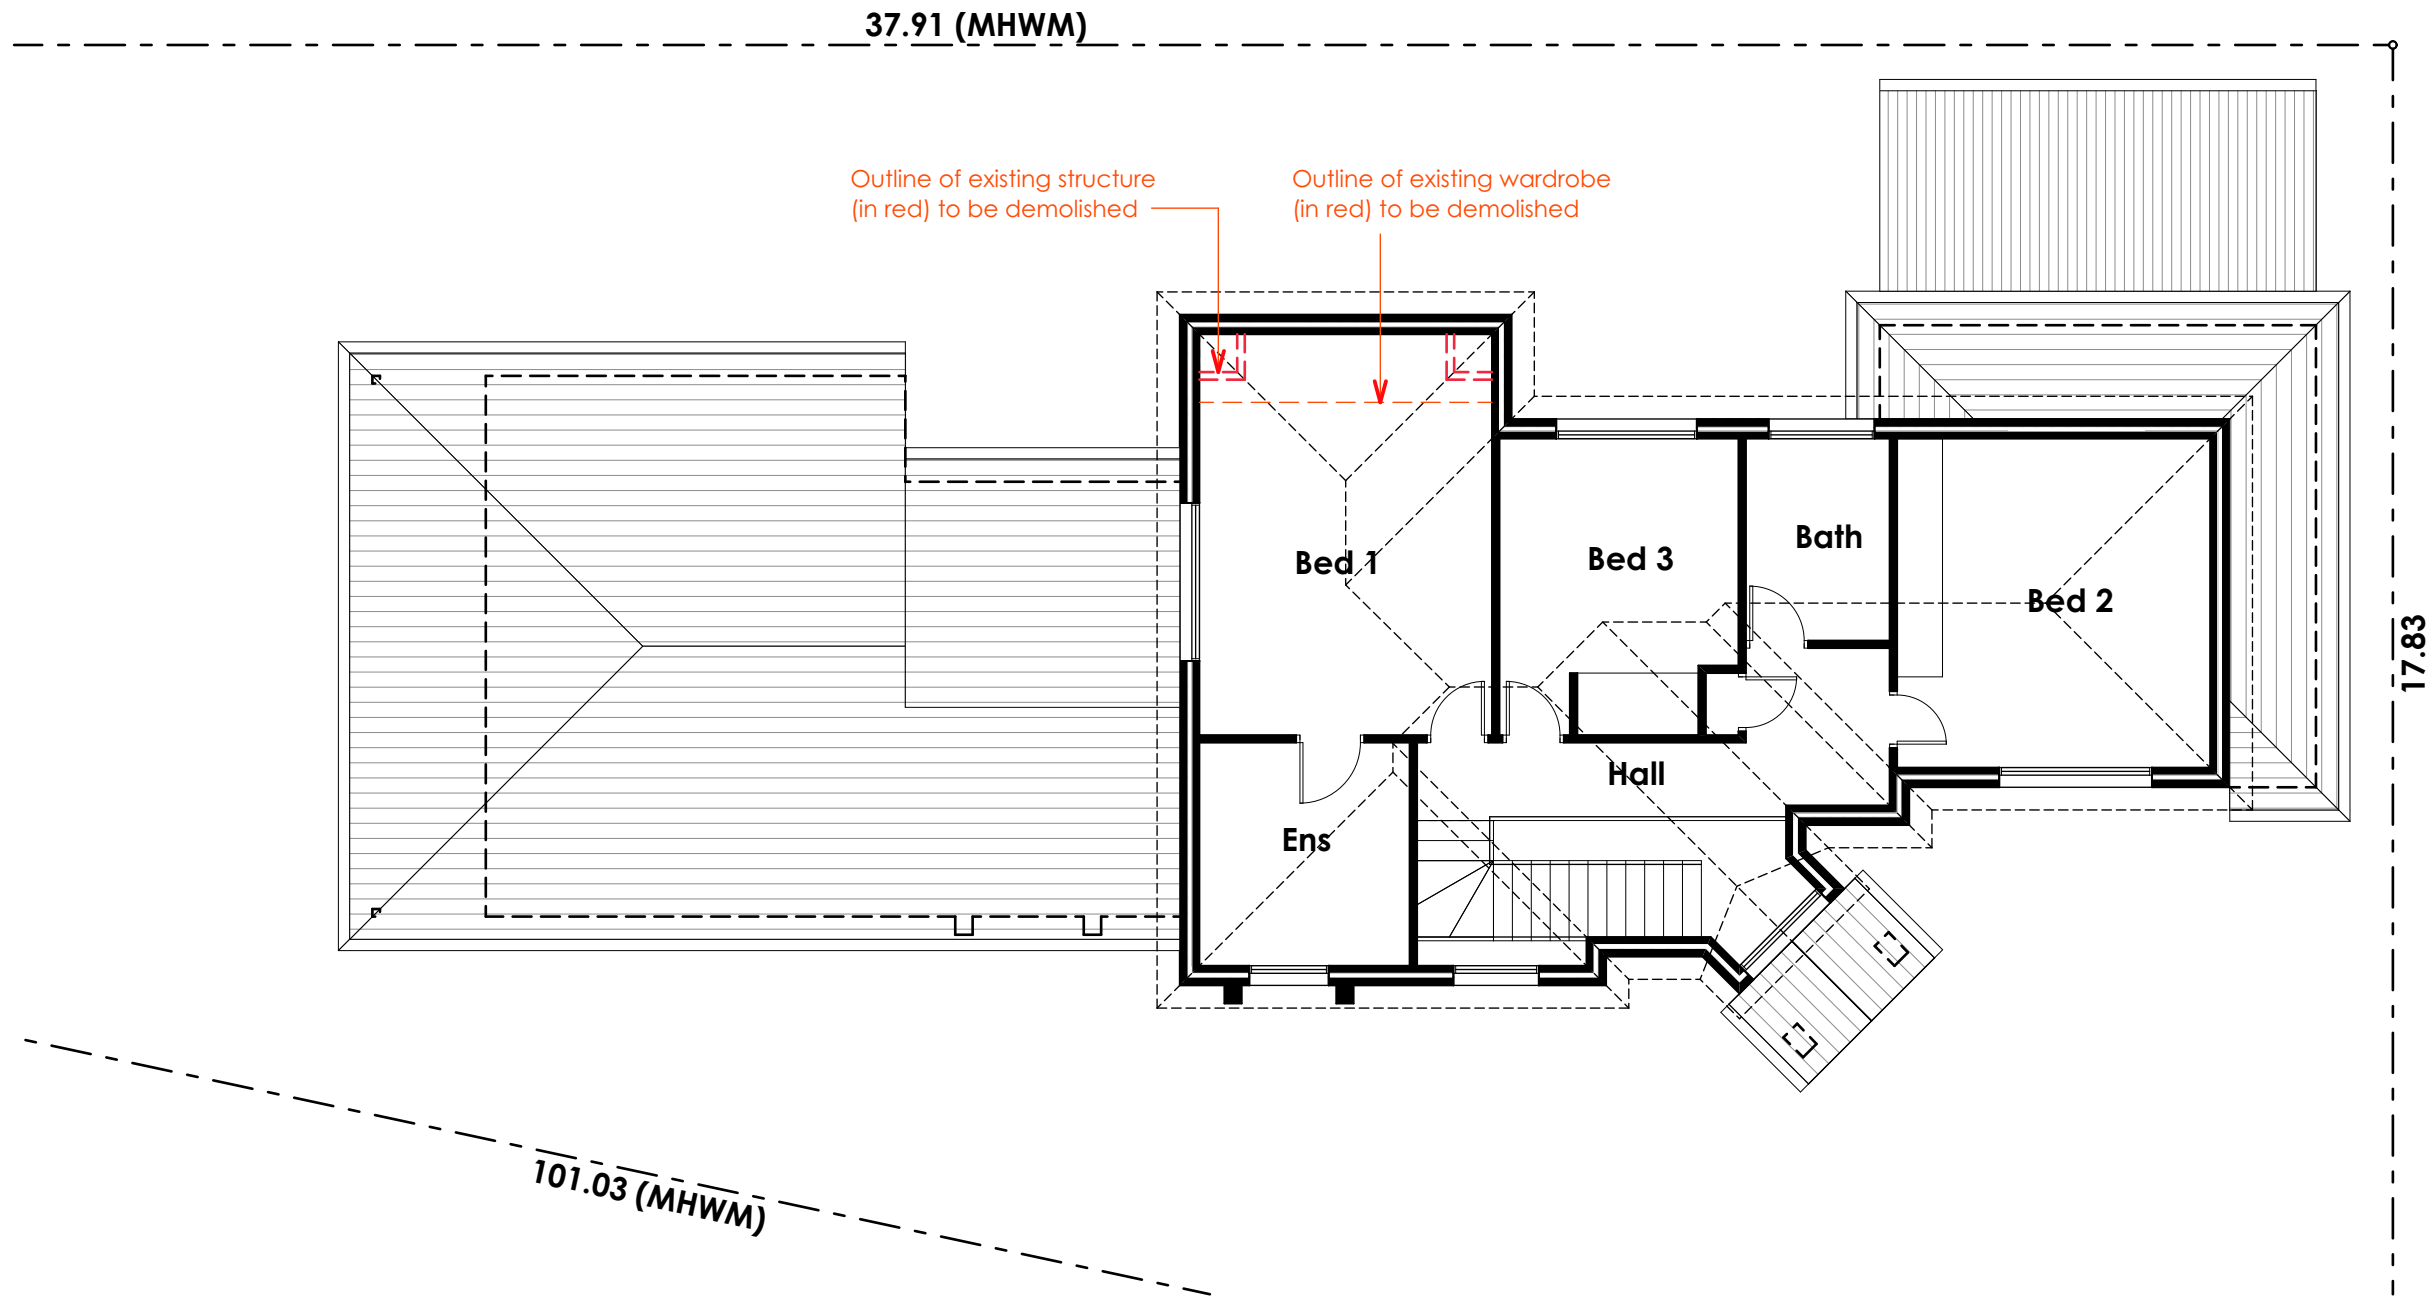 37.91 (MHWM)
Outline of existing structure
(in red) to be demolished
Outline of existing wardrobe
(in red) to be demolished
Bed 1
Bed 3
Bath
Bed 2
17.83
Hall
Ens
101.03 (MHWM)